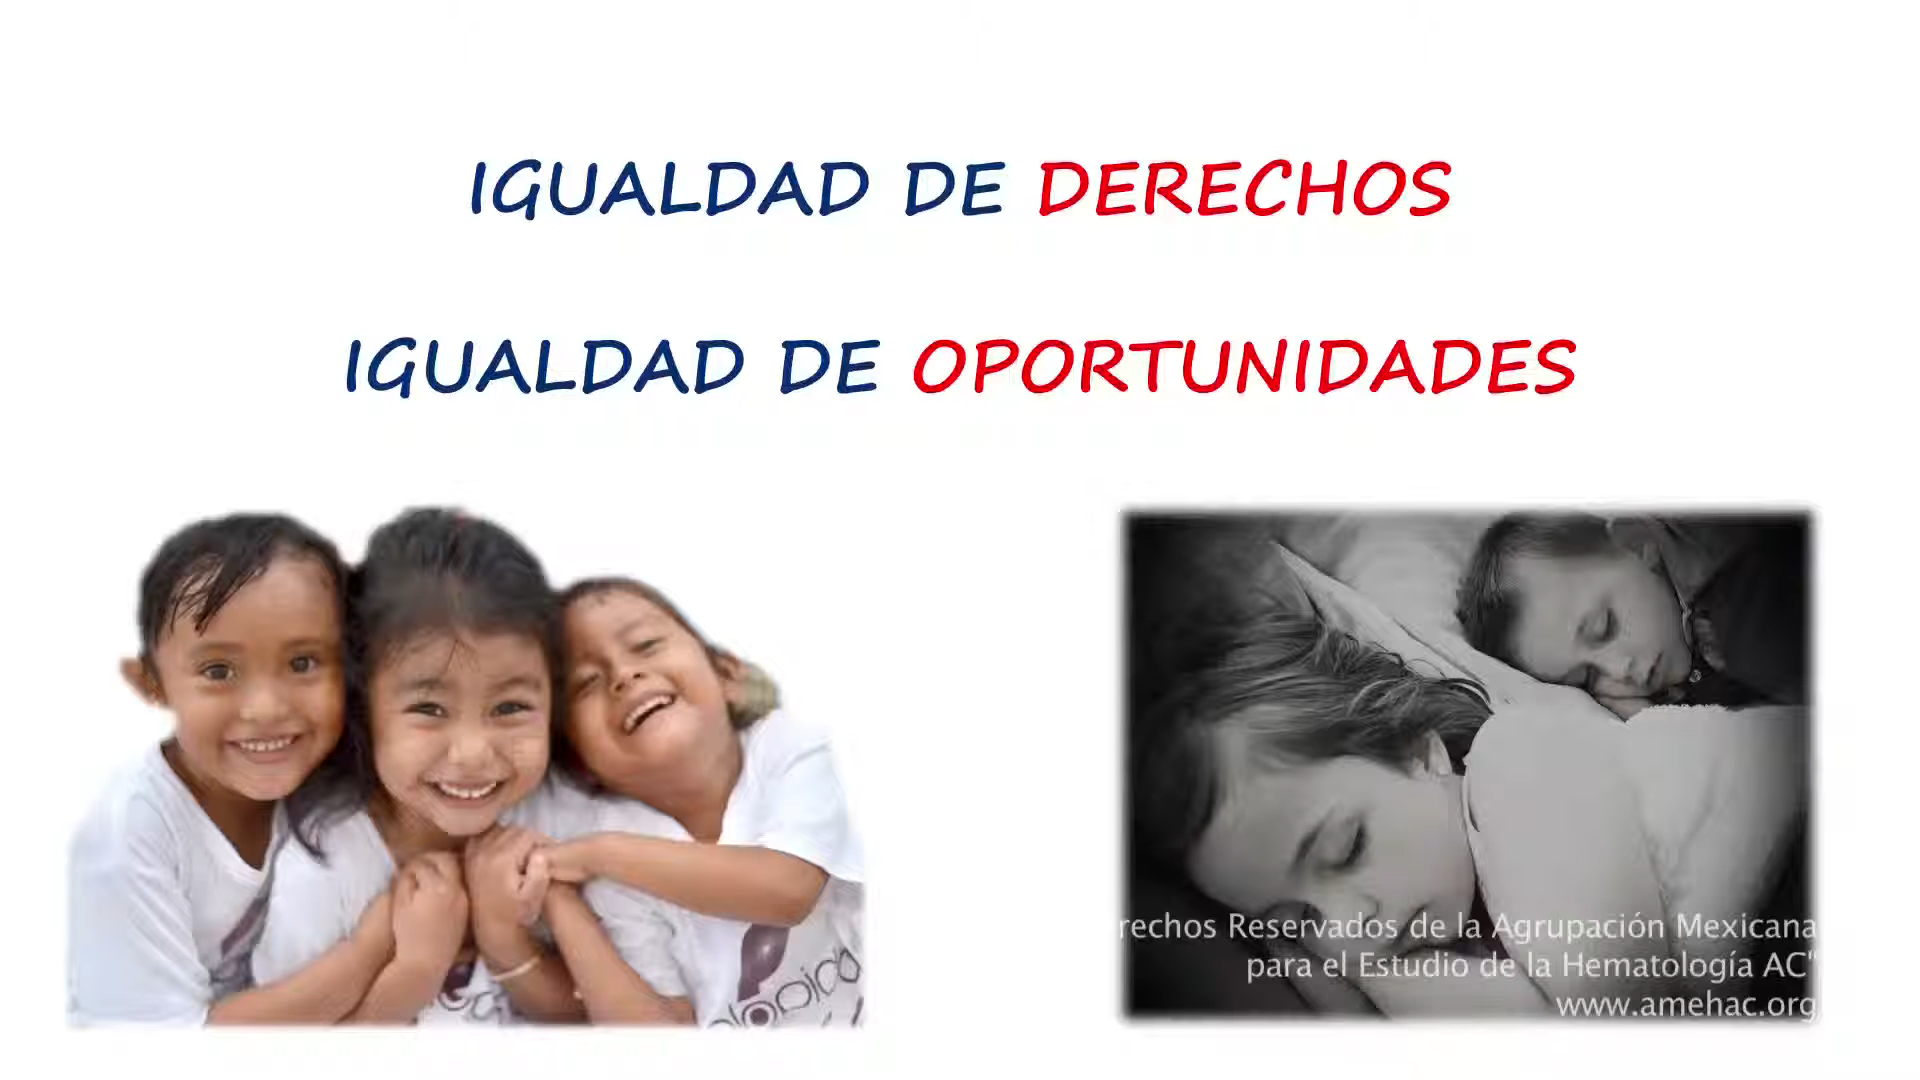 IGUALDAD DE DERECHOS
IGUALDAD DE OPORTUNIDADES
rechos Reservados de la Agrupación Mexicana
para el Estudio de la Hematología AC"
www.amehac.org